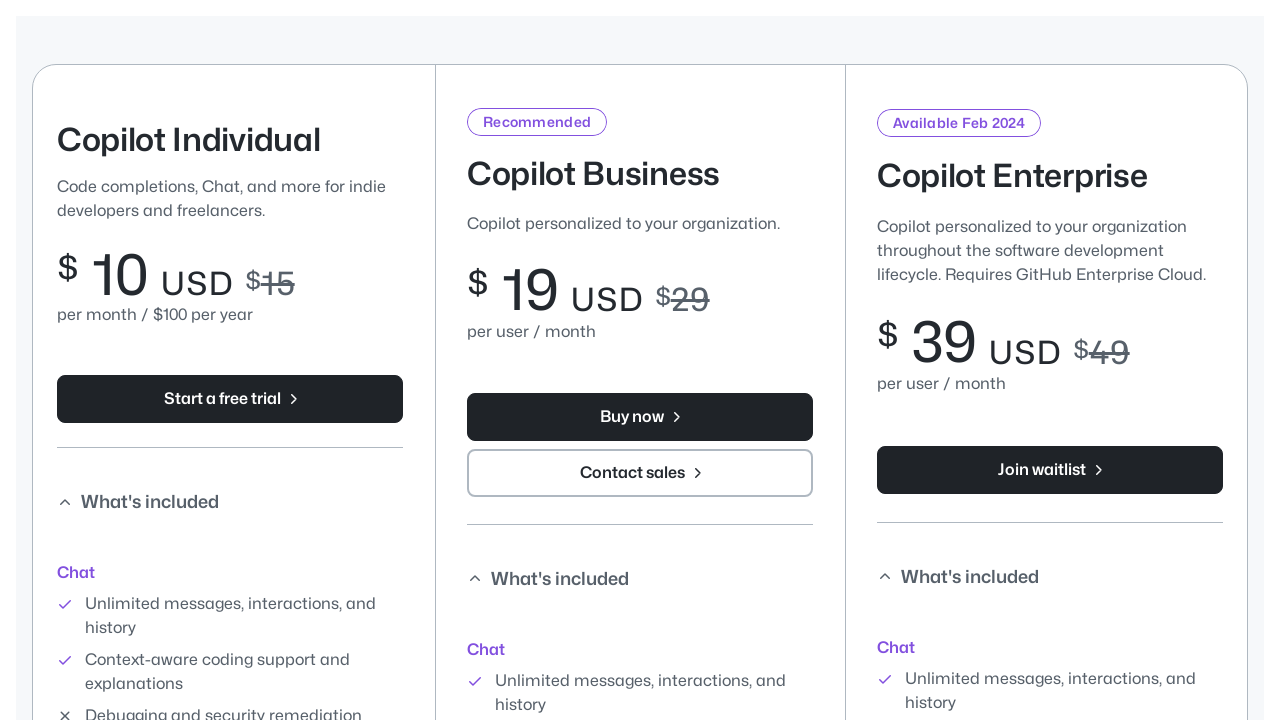 Copilot Individual
Code completions, Chat, and more for indie
developers and freelancers.
$ 10 USD $15
per month / $100 per year
Start a free trial
What's included
Chat
Unlimited messages, interactions, and
history
Context-aware coding support and
explanations
Debugging and security remediation
Recommended
Copilot Business
Copilot personalized to your organization.
$ 19 USD $29
per user / month
Buy now
Contact sales
What's included
Chat
Unlimited messages, interactions, and
history
Available Feb 2024
Copilot Enterprise
Copilot personalized to your organization
throughout the software development
lifecycle. Requires GitHub Enterprise Cloud.
$ 39 USD $49
per user / month
Join waitlist
What's included
Chat
Unlimited messages, interactions, and
history